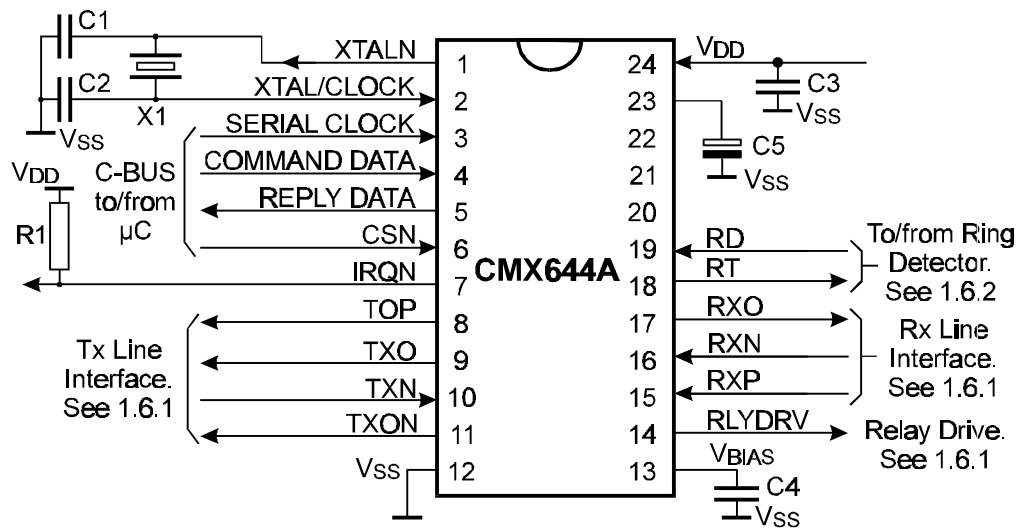 C1
C2
X1
VSS
XTALN
XTAL/CLOCK
SERIAL CLOCK
COMMAND DATA
REPLY DATA
CSN
IRQN
TOP
TXO
TXN
TXON
VSS
C-BUS
to/from
µC
VDD
R1
Tx Line
Interface.
See 1.6.1
1
2
3
4
5
6
7
8
9
10
11
12
CMX644A
24
23
22
21
20
19
18
17
16
15
14
13
VDD
C3
VSS
C5
VSS
RD
RT
RXO
RXN
RXP
RLYDRV
VBIAS
C4
VSS
To/from Ring
Detector.
See 1.6.2
Rx Line
Interface.
See 1.6.1
Relay Drive.
See 1.6.1